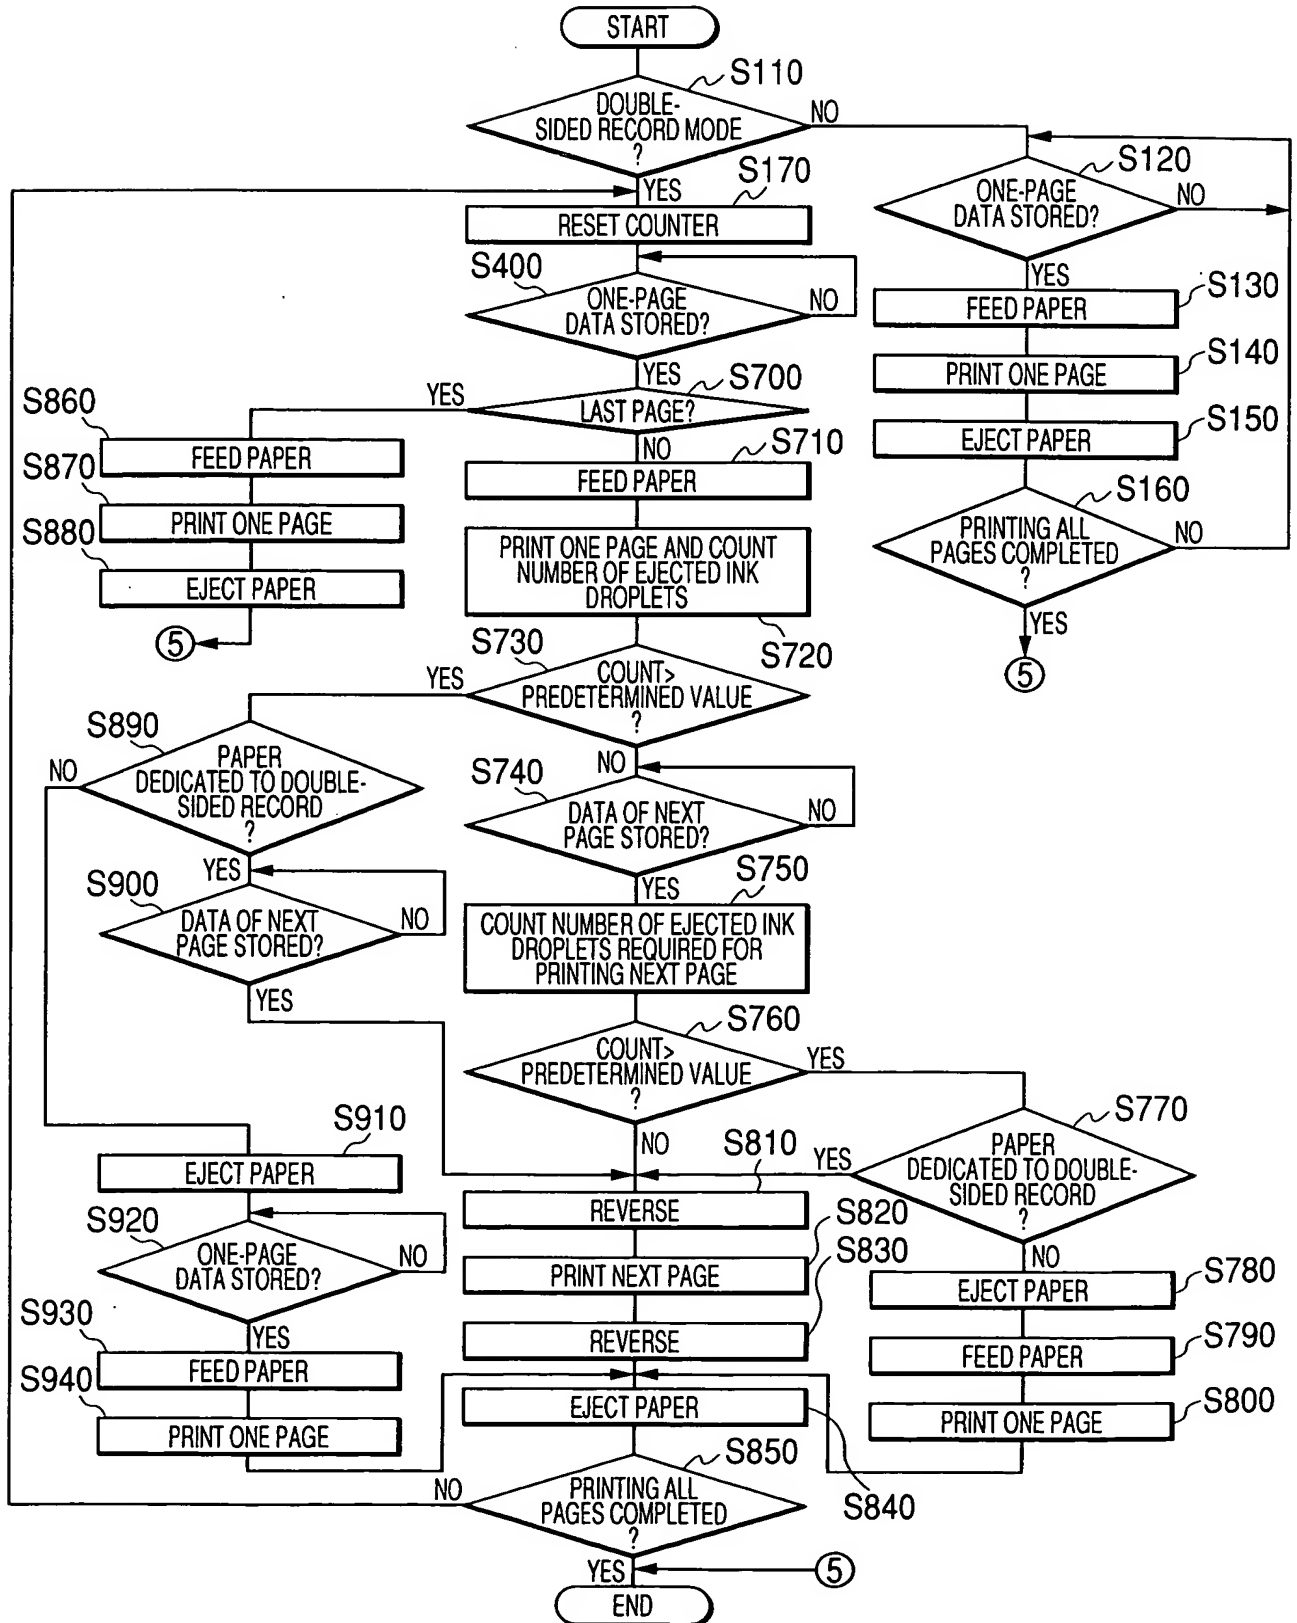 START
S110
DOUBLE-
SIDED RECORD MODE
?
NO
YES
S170
RESET COUNTER
S400
ONE-PAGE
DATA STORED?
NO
YES
S700
LAST PAGE?
YES
NO
S120
ONE-PAGE
DATA STORED?
NO
YES
S130
FEED PAPER
S140
PRINT ONE PAGE
S150
EJECT PAPER
S160
PRINTING ALL
PAGES COMPLETED
?
NO
YES
5
S860
FEED PAPER
S870
PRINT ONE PAGE
S880
EJECT PAPER
5
S710
FEED PAPER
PRINT ONE PAGE AND COUNT
NUMBER OF EJECTED INK
DROPLETS
S720
S730
COUNT>
PREDETERMINED VALUE
?
YES
NO
S740
DATA OF NEXT
PAGE STORED?
NO
YES
S750
COUNT NUMBER OF EJECTED INK
DROPLETS REQUIRED FOR
PRINTING NEXT PAGE
S760
COUNT>
PREDETERMINED VALUE
?
YES
NO
S890
PAPER
DEDICATED TO DOUBLE-
SIDED RECORD
?
NO
YES
S900
DATA OF NEXT
PAGE STORED?
NO
YES
S910
EJECT PAPER
S920
ONE-PAGE
DATA STORED?
NO
YES
S930
FEED PAPER
S940
PRINT ONE PAGE
S770
PAPER
DEDICATED TO DOUBLE-
SIDED RECORD
?
YES
NO
S780
EJECT PAPER
S790
FEED PAPER
S800
PRINT ONE PAGE
S810
REVERSE
S820
PRINT NEXT PAGE
S830
REVERSE
EJECT PAPER
S840
S850
PRINTING ALL
PAGES COMPLETED
?
NO
YES
5
END